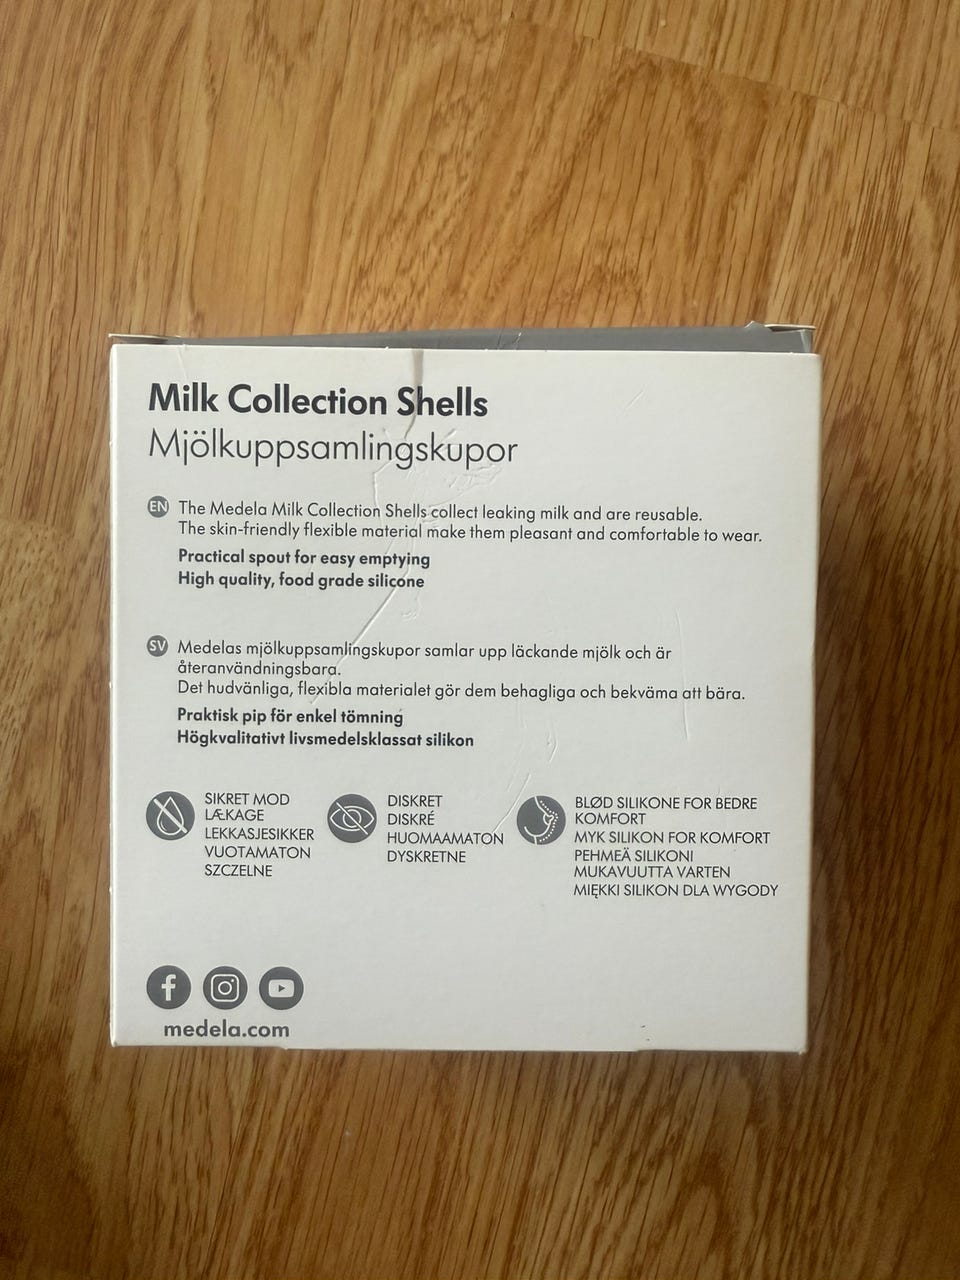 Milk Collection Shells
Mjölkuppsamlingskupor
EN The Medela Milk Collection Shells collect leaking milk and are reusable.
The skin-friendly flexible material make them pleasant and comfortable to wear.
Practical spout for easy emptying
High quality, food grade silicone
SV Medelas mjölkuppsamlingskupor samlar upp läckande mjölk och är
återanvändningsbara.
Det hudvänliga, flexibla materialet gör dem behagliga och bekväma att bära.
Praktisk pip för enkel tömning
Högkvalitativt livsmedelsklassat silikon
SIKRET MOD
LÆKAGE
LEKKASJESIKKER
VUOTAMATON
SZCZELNE
DISKRET
DISKRÉ
HUOMAAMATON
DYSKRETNE
BLØD SILIKONE FOR BEDRE
KOMFORT
MYK SILIKON FOR KOMFORT
PEHMEÄ SILIKONI
MUKAVUUTTA VARTEN
MIĘKKI SILIKON DLA WYGODY
medela.com